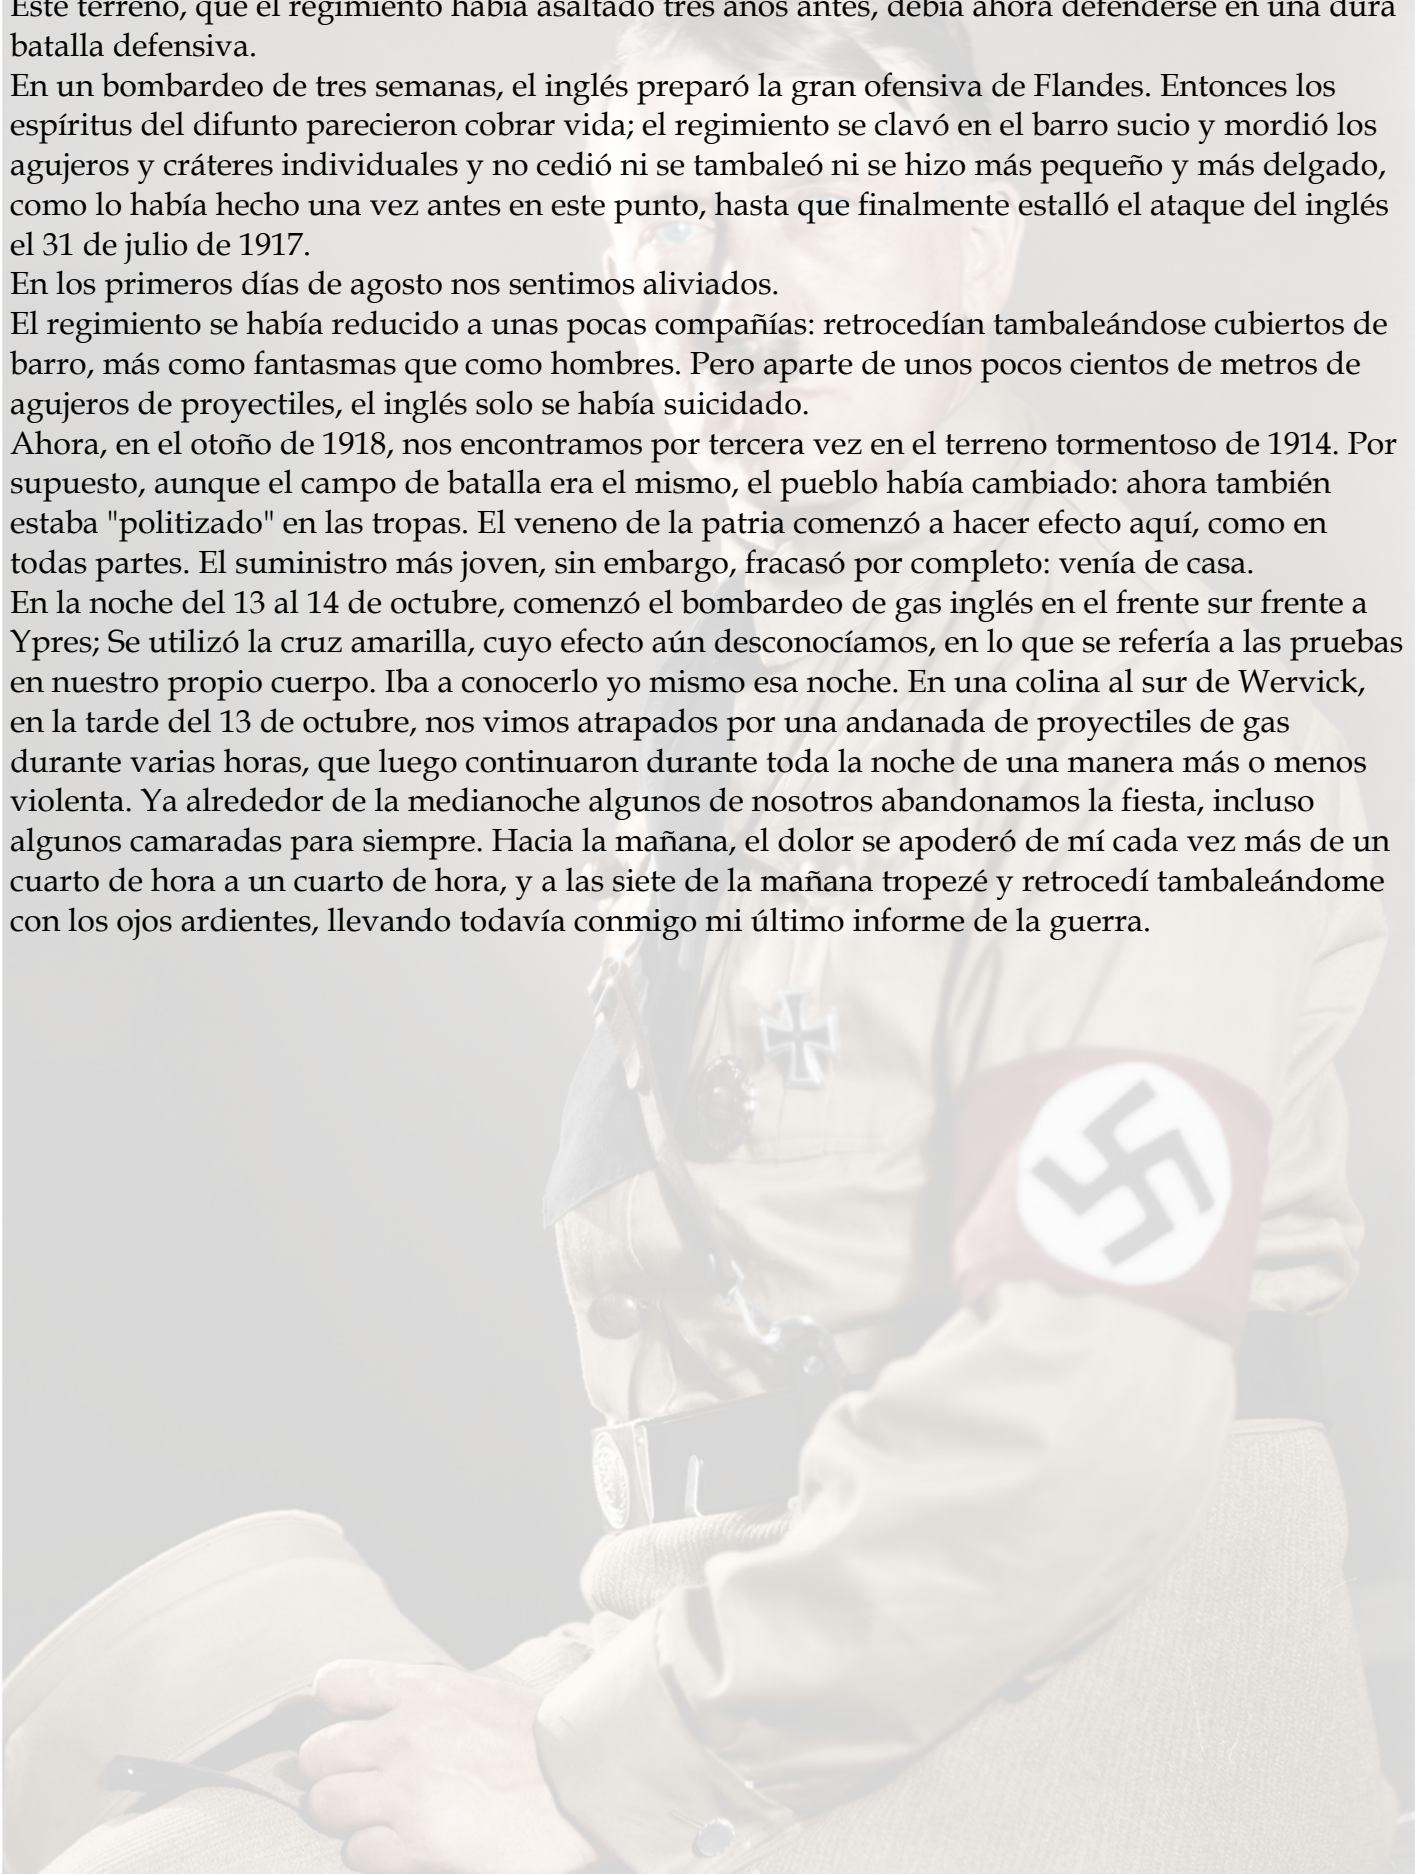 Este terreno, que el regimiento había asaltado tres años antes, debía ahora defenderse en una dura
batalla defensiva.
En un bombardeo de tres semanas, el inglés preparó la gran ofensiva de Flandes. Entonces los
espíritus del difunto parecieron cobrar vida; el regimiento se clavó en el barro sucio y mordió los
agujeros y cráteres individuales y no cedió ni se tambaleó ni se hizo más pequeño y más delgado,
como lo había hecho una vez antes en este punto, hasta que finalmente estalló el ataque del inglés
el 31 de julio de 1917.
En los primeros días de agosto nos sentimos aliviados.
El regimiento se había reducido a unas pocas compañías: retrocedían tambaleándose cubiertos de
barro, más como fantasmas que como hombres. Pero aparte de unos pocos cientos de metros de
agujeros de proyectiles, el inglés solo se había suicidado.
Ahora, en el otoño de 1918, nos encontramos por tercera vez en el terreno tormentoso de 1914. Por
supuesto, aunque el campo de batalla era el mismo, el pueblo había cambiado: ahora también
estaba "politizado" en las tropas. El veneno de la patria comenzó a hacer efecto aquí, como en
todas partes. El suministro más joven, sin embargo, fracasó por completo: venía de casa.
En la noche del 13 al 14 de octubre, comenzó el bombardeo de gas inglés en el frente sur frente a
Ypres; Se utilizó la cruz amarilla, cuyo efecto aún desconocíamos, en lo que se refería a las pruebas
en nuestro propio cuerpo. Iba a conocerlo yo mismo esa noche. En una colina al sur de Wervick,
en la tarde del 13 de octubre, nos vimos atrapados por una andanada de proyectiles de gas
durante varias horas, que luego continuaron durante toda la noche de una manera más o menos
violenta. Ya alrededor de la medianoche algunos de nosotros abandonamos la fiesta, incluso
algunos camaradas para siempre. Hacia la mañana, el dolor se apoderó de mí cada vez más de un
cuarto de hora a un cuarto de hora, y a las siete de la mañana tropezé y retrocedí tambaleándome
con los ojos ardientes, llevando todavía conmigo mi último informe de la guerra.